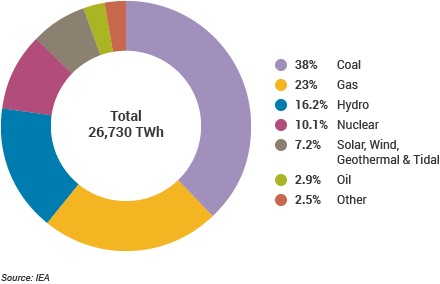 Total
26,730 TWh
38% Coal
23% Gas
16.2% Hydro
10.1% Nuclear
7.2% Solar, Wind,
Geothermal & Tidal
2.9% Oil
2.5% Other
Source: IEA